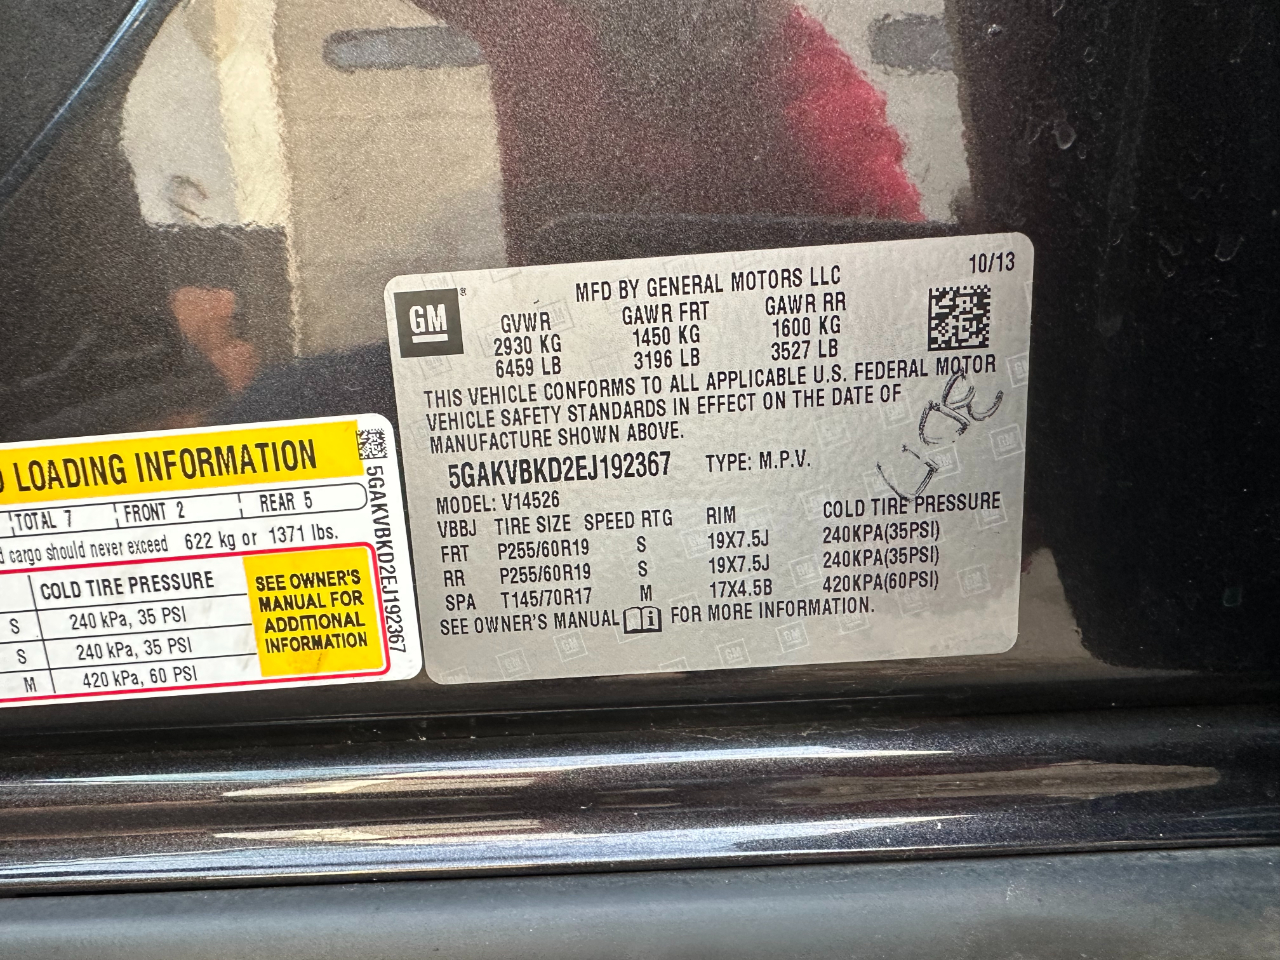 LOADING INFORMATION
TOTAL 7 FRONT 2 REAR 5
cargo should never exceed 622 kg or 1371 lbs.
COLD TIRE PRESSURE
S 240 kPa, 35 PSI
S 240 kPa, 35 PSI
M 420 kPa, 60 PSI
SEE OWNER'S
MANUAL FOR
ADDITIONAL
INFORMATION
5GAKVBKD2EJ192367
GM®
MFD BY GENERAL MOTORS LLC 10/13
GVWR GAWR FRT GAWR RR
2930 KG 1450 KG 1600 KG
6459 LB 3196 LB 3527 LB
THIS VEHICLE CONFORMS TO ALL APPLICABLE U.S. FEDERAL MOTOR
VEHICLE SAFETY STANDARDS IN EFFECT ON THE DATE OF
MANUFACTURE SHOWN ABOVE.
5GAKVBKD2EJ192367 TYPE: M.P.V.
MODEL: V14526
VBBJ TIRE SIZE SPEED RTG RIM COLD TIRE PRESSURE
FRT P255/60R19 S 19X7.5J 240KPA(35PSI)
RR P255/60R19 S 19X7.5J 240KPA(35PSI)
SPA T145/70R17 M 17X4.5B 420KPA(60PSI)
SEE OWNER'S MANUAL FOR MORE INFORMATION.